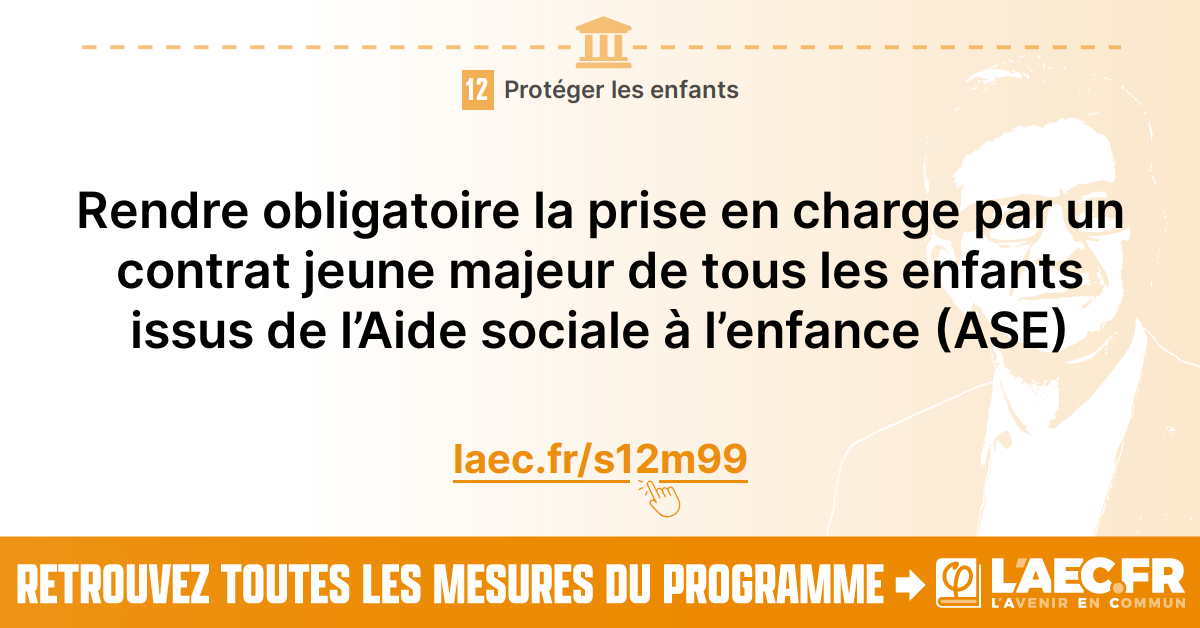 12 Protéger les enfants
Rendre obligatoire la prise en charge par un
contrat jeune majeur de tous les enfants
issus de l’Aide sociale à l’enfance (ASE)
laec.fr/s12m99
RETROUVEZ TOUTES LES MESURES DU PROGRAMME
φ L'AEC.FR
L'AVENIR EN COMMUN